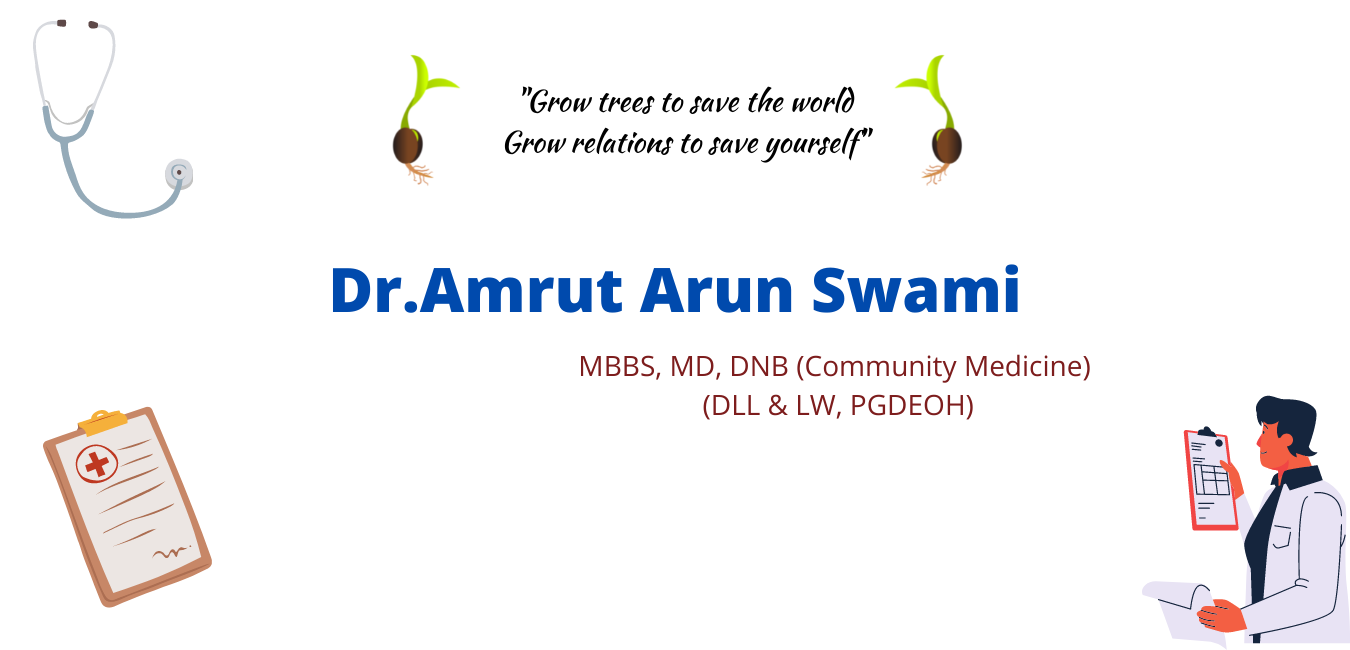 "Grow trees to save the world
Grow relations to save yourself"
Dr.Amrut Arun Swami
MBBS, MD, DNB (Community Medicine)
(DLL & LW, PGDEOH)